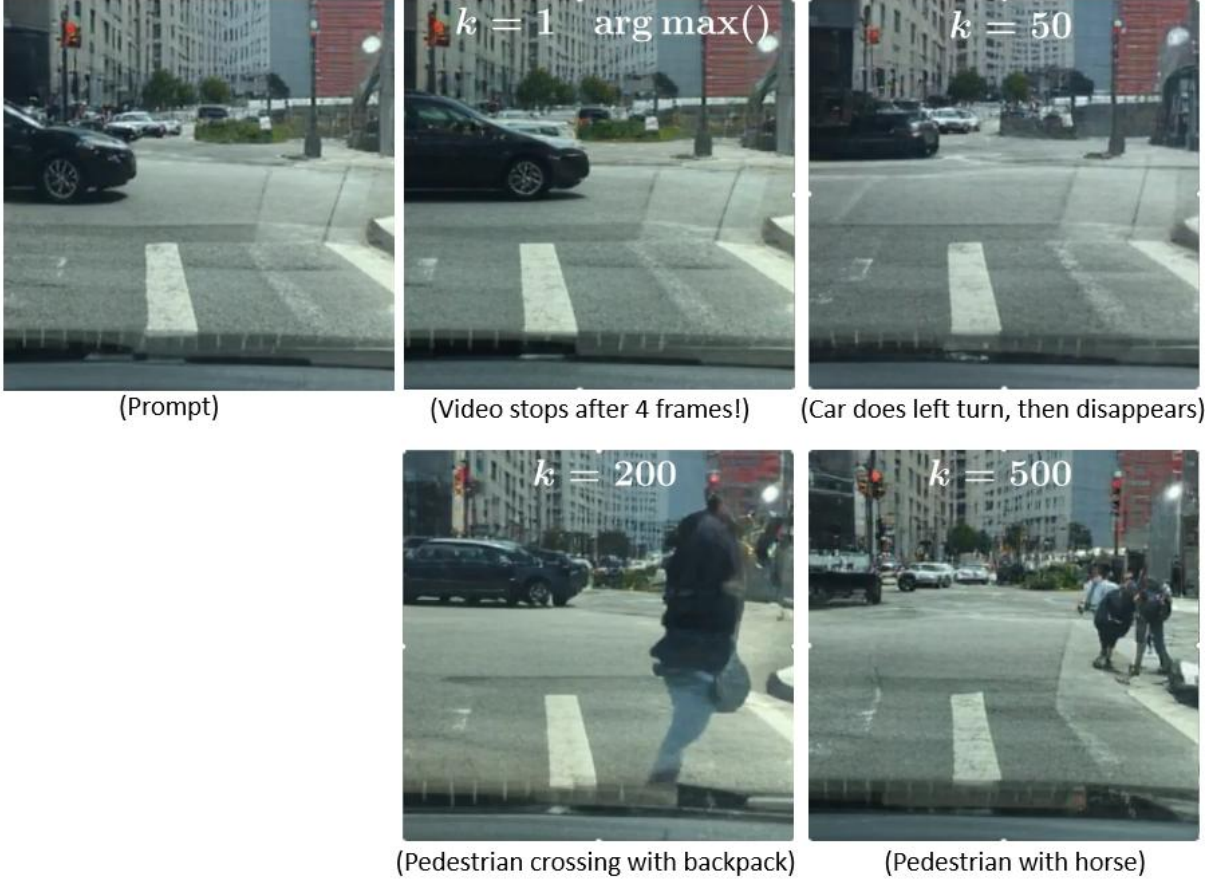 k = 1 arg max()
k = 50
(Prompt)
(Video stops after 4 frames!)
(Car does left turn, then disappears)
k = 200
k = 500
(Pedestrian crossing with backpack)
(Pedestrian with horse)